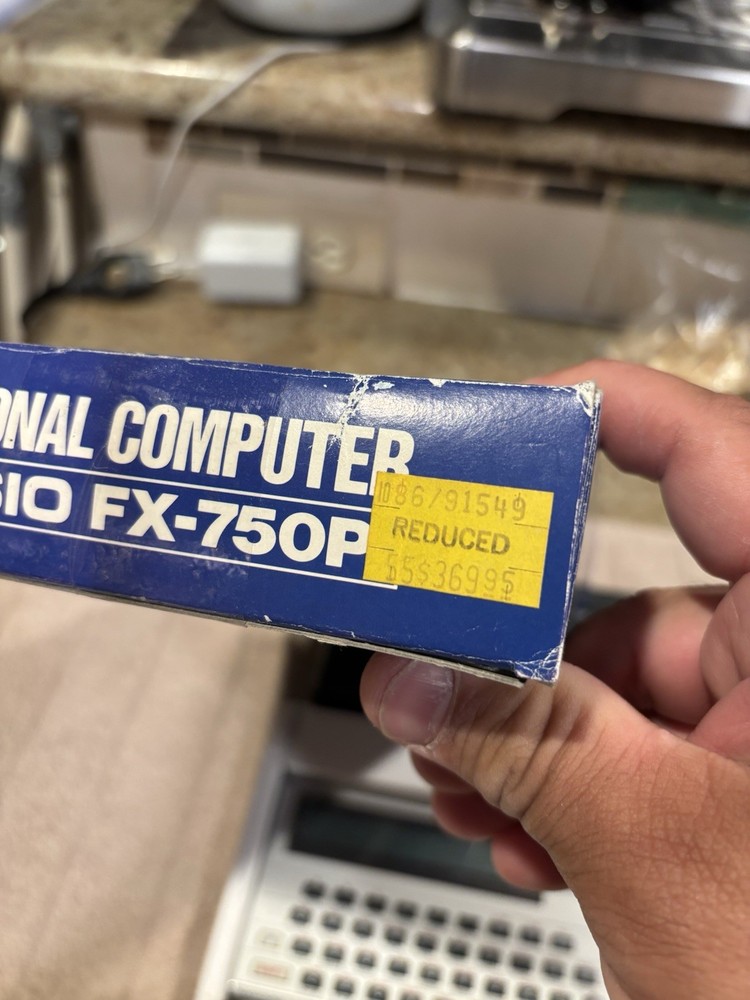 ONAL COMPUTER
SIO FX-750P
1086/91549
REDUCED
$36995